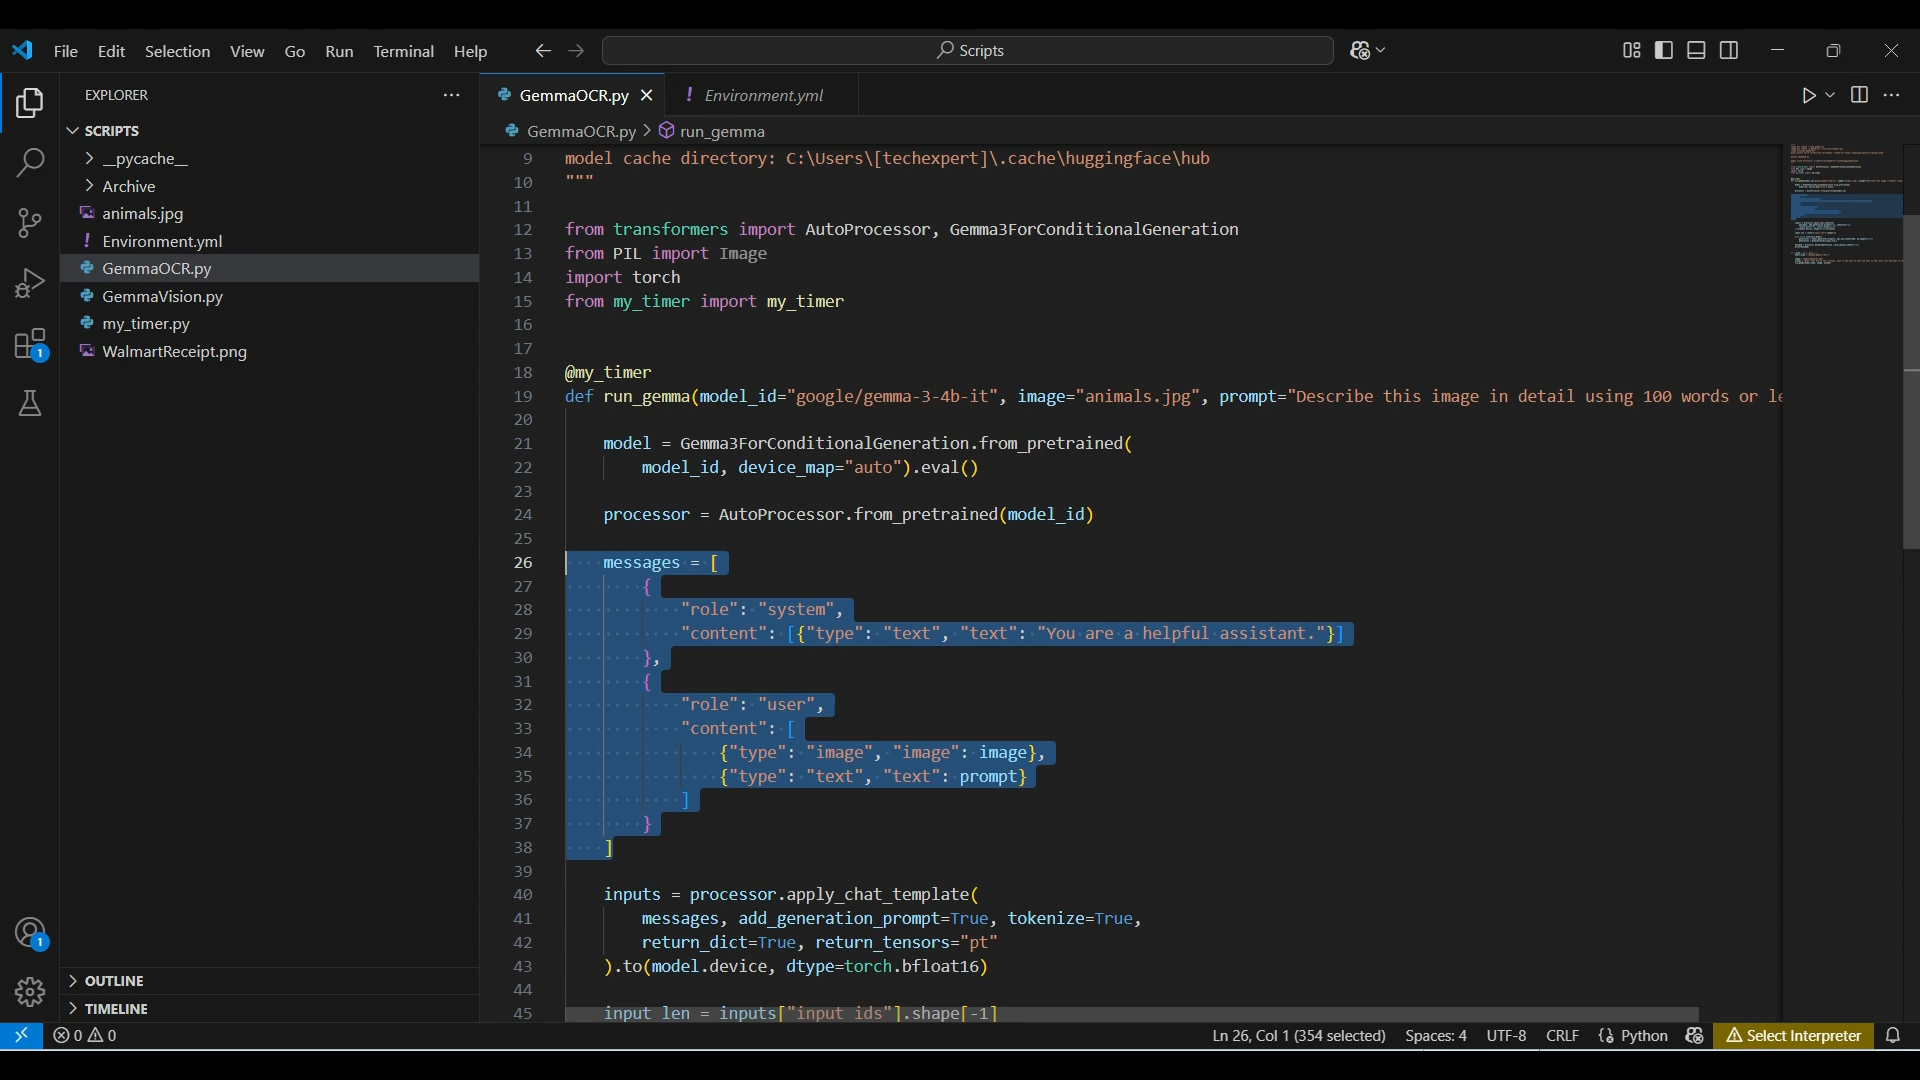 File Edit Selection View Go Run Terminal Help
Scripts
EXPLORER
SCRIPTS
__pycache__
Archive
animals.jpg
Environment.yml
GemmaOCR.py
GemmaVision.py
my_timer.py
WalmartReceipt.png
1
1
OUTLINE
TIMELINE
GemmaOCR.py
! Environment.yml
GemmaOCR.py > run_gemma
9 model cache directory: C:\Users\[techexpert]\.cache\huggingface\hub
10 """
11
12 from transformers import AutoProcessor, Gemma3ForConditionalGeneration
13 from PIL import Image
14 import torch
15 from my_timer import my_timer
16
17
18 @my_timer
19 def run_gemma(model_id="google/gemma-3-4b-it", image="animals.jpg", prompt="Describe this image in detail using 100 words or le
20
21 model = Gemma3ForConditionalGeneration.from_pretrained(
22 model_id, device_map="auto").eval()
23
24 processor = AutoProcessor.from_pretrained(model_id)
25
26 messages = [
27 {
28 "role": "system",
29 "content": [{"type": "text", "text": "You are a helpful assistant."}]
30 },
31 {
32 "role": "user",
33 "content": [
34 {"type": "image", "image": image},
35 {"type": "text", "text": prompt}
36 ]
37 }
38 ]
39
40 inputs = processor.apply_chat_template(
41 messages, add_generation_prompt=True, tokenize=True,
42 return_dict=True, return_tensors="pt"
43 ).to(model.device, dtype=torch.bfloat16)
44
45 input_len = inputs["input_ids"].shape[-1]
0 0
Ln 26, Col 1 (354 selected) Spaces: 4 UTF-8 CRLF Python Select Interpreter